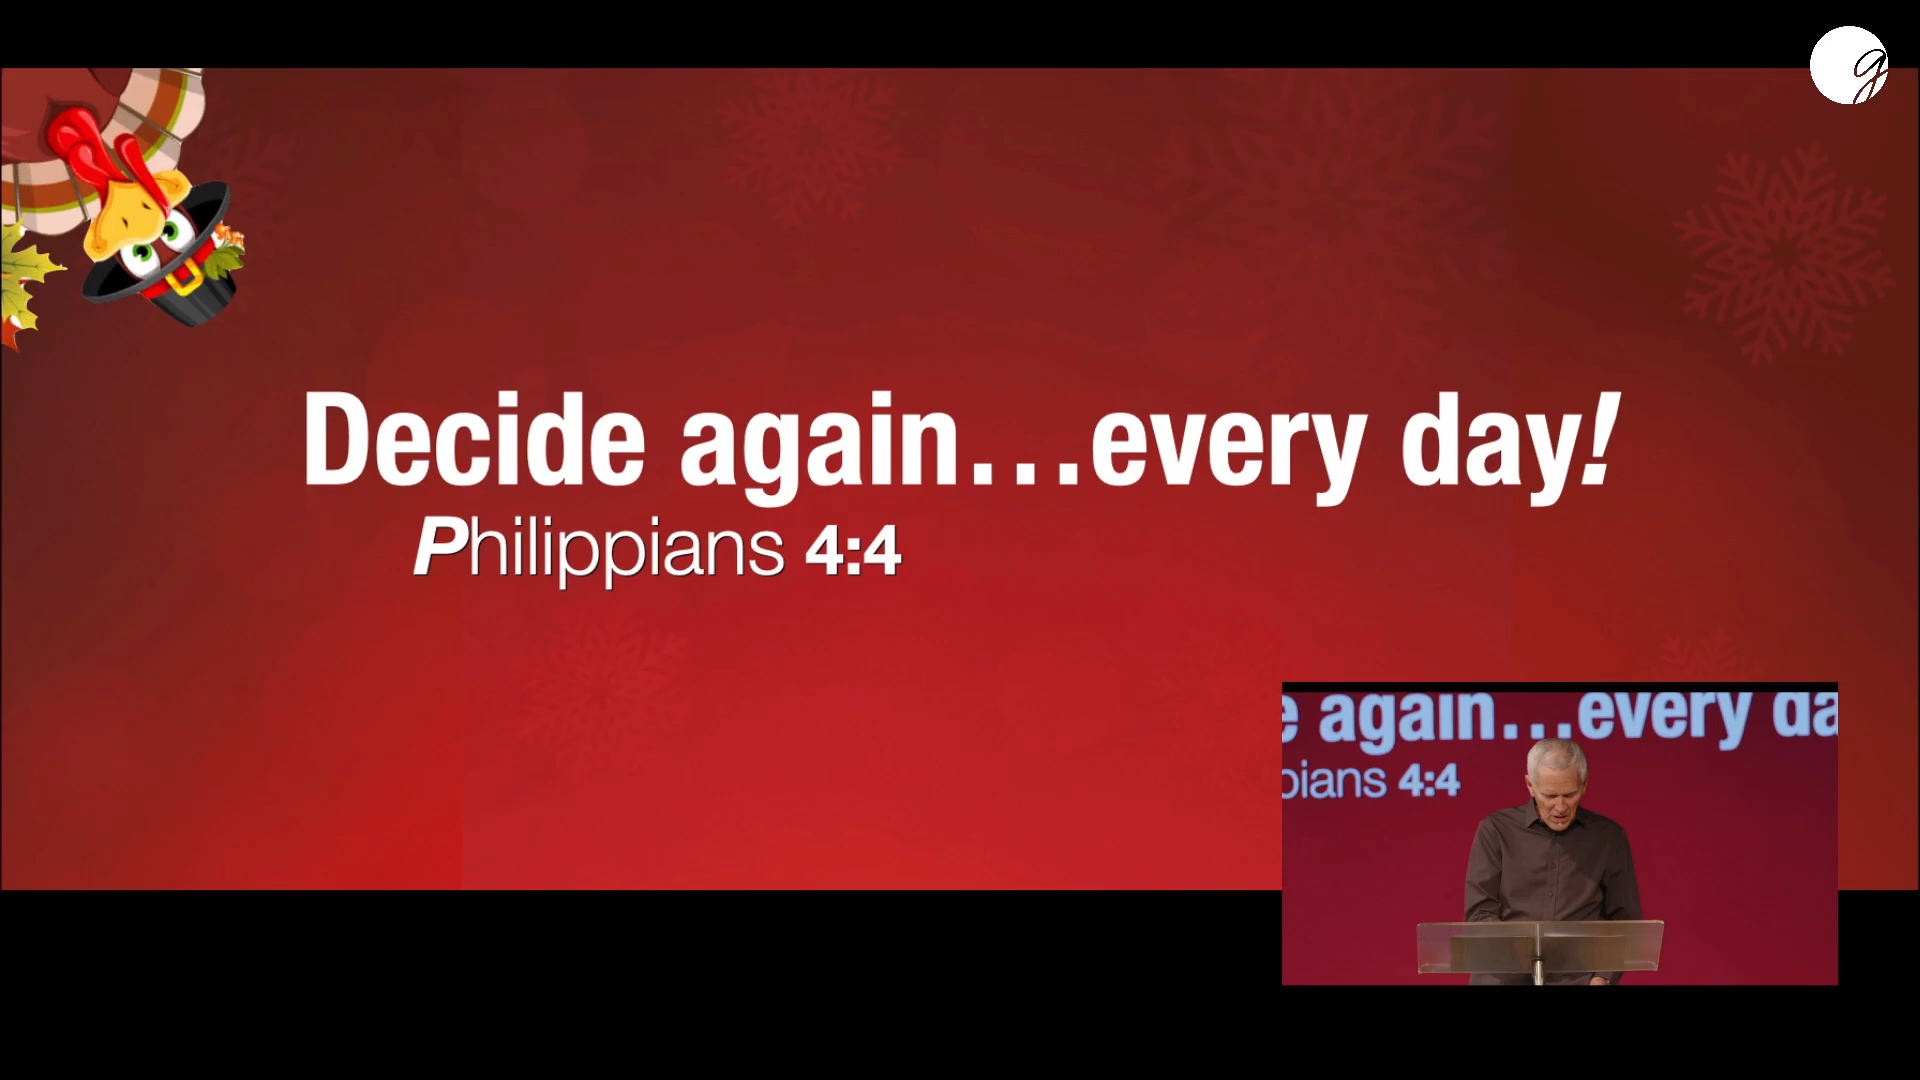 g
Decide again...every day!
Philippians 4:4
e again...every da
pians 4:4